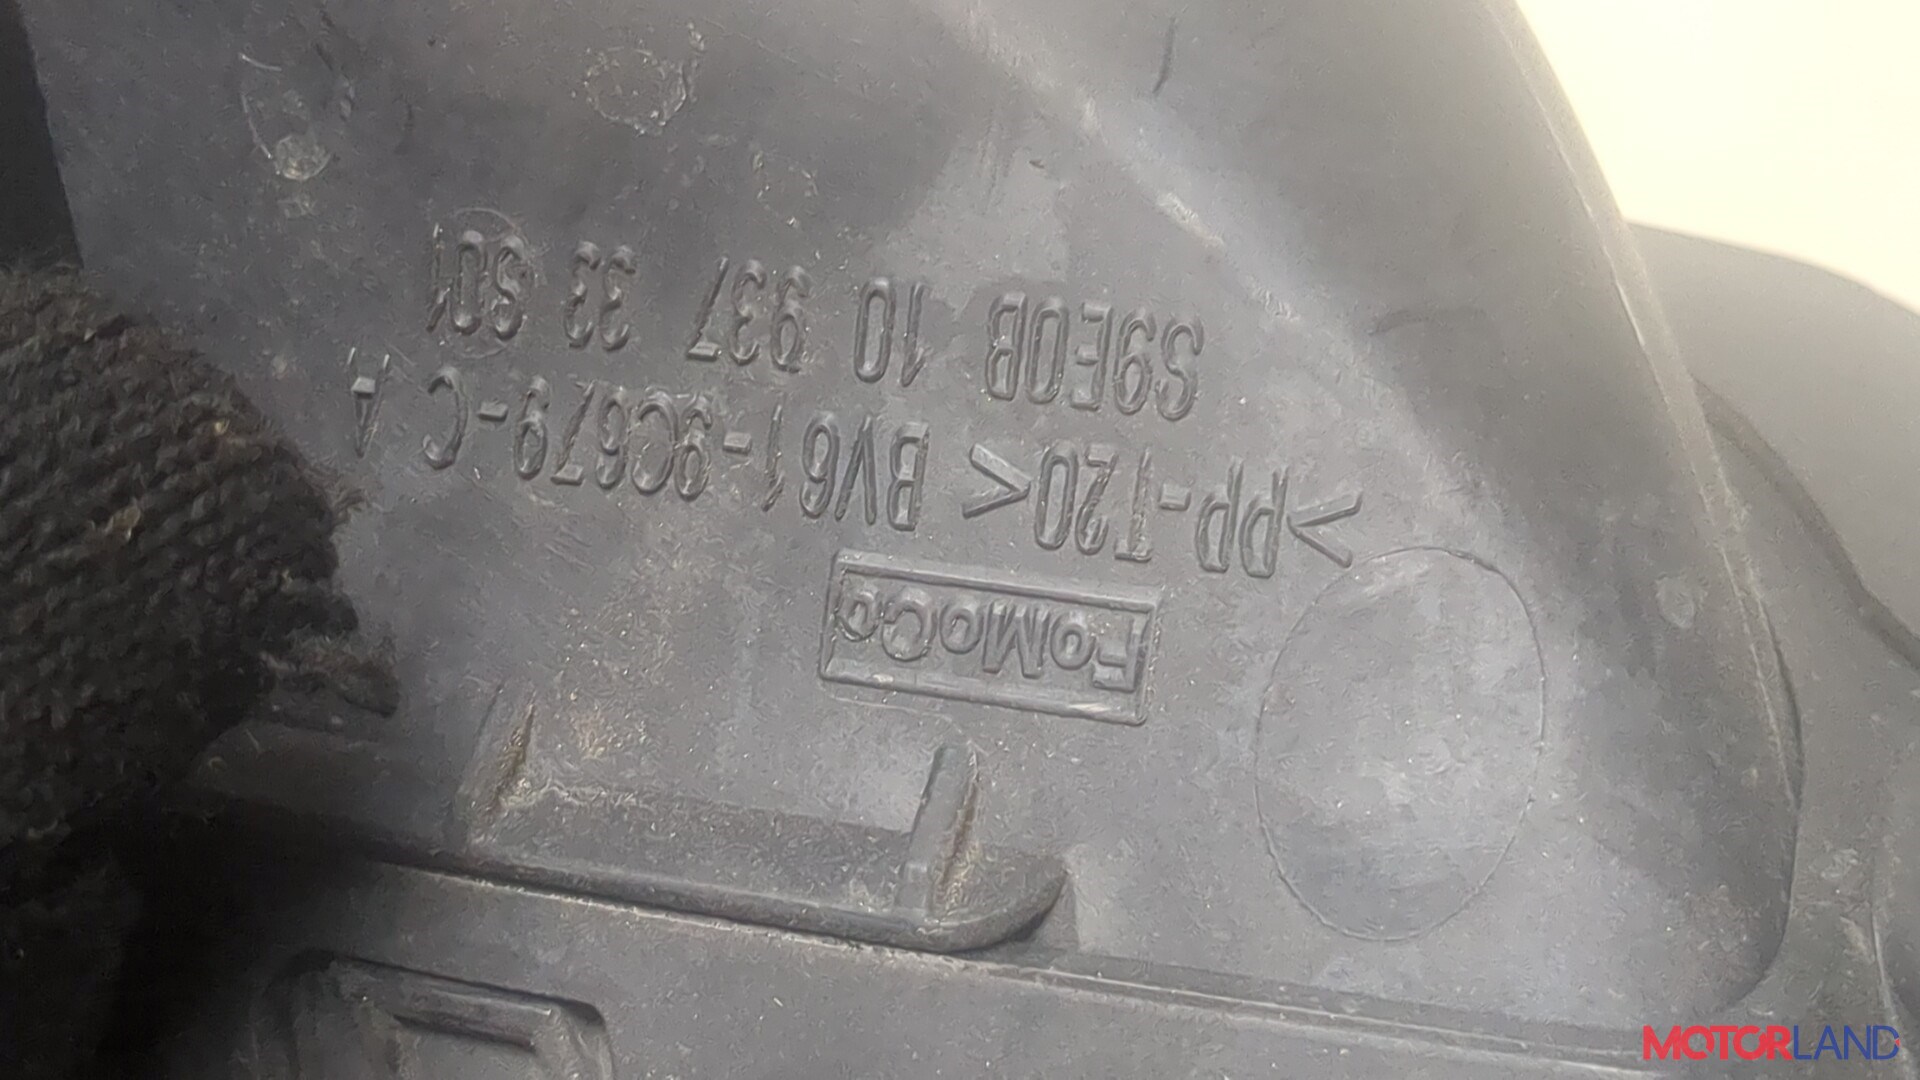 FoMoCo
>PP-T20< BV61-9C679-C A
S9E0B 10 937 33 S01
MOTORLAND